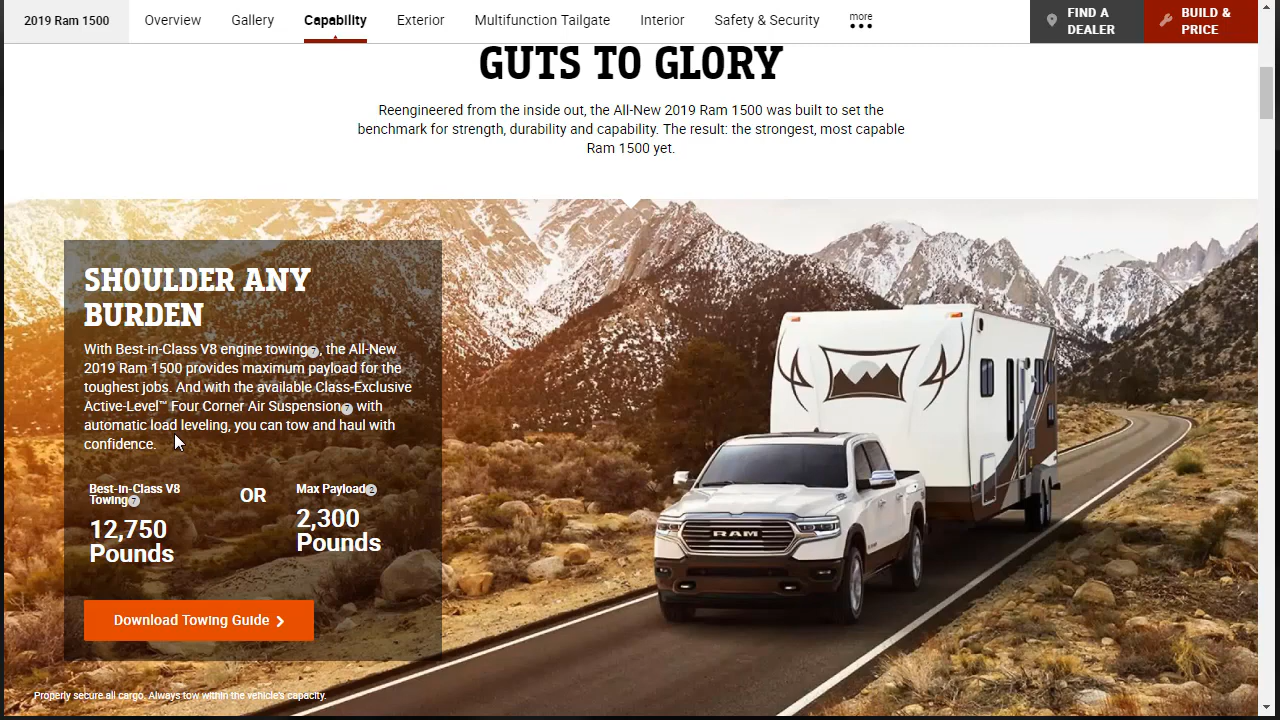 2019 Ram 1500
Overview
Gallery
Capability
Exterior
Multifunction Tailgate
Interior
Safety & Security
more
FIND A
DEALER
BUILD &
PRICE
GUTS TO GLORY
Reengineered from the inside out, the All-New 2019 Ram 1500 was built to set the
benchmark for strength, durability and capability. The result: the strongest, most capable
Ram 1500 yet.
SHOULDER ANY
BURDEN
With Best-in-Class V8 engine towing?, the All-New
2019 Ram 1500 provides maximum payload for the
toughest jobs. And with the available Class-Exclusive
Active-Level™ Four Corner Air Suspension? with
automatic load leveling, you can tow and haul with
confidence.
Best-in-Class V8
Towing?
12,750
Pounds
OR
Max Payload?
2,300
Pounds
Download Towing Guide
Properly secure all cargo. Always tow within the vehicle's capacity.
RAM